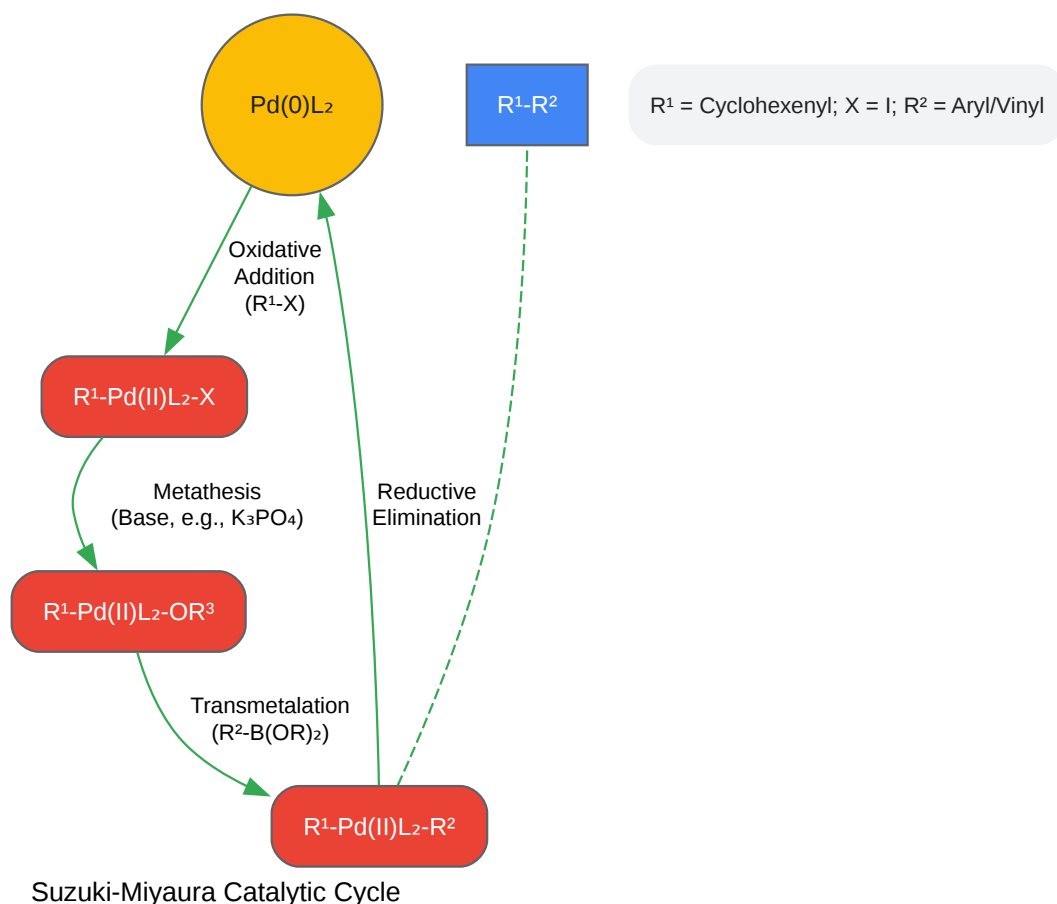 Pd(0)L₂
R¹-R²
R¹ = Cyclohexenyl; X = I; R² = Aryl/Vinyl
Oxidative
Addition
(R¹-X)
R¹-Pd(II)L₂-X
Metathesis
(Base, e.g., K₃PO₄)
Reductive
Elimination
R¹-Pd(II)L₂-OR³
Transmetalation
(R²-B(OR)₂)
R¹-Pd(II)L₂-R²
Suzuki-Miyaura Catalytic Cycle